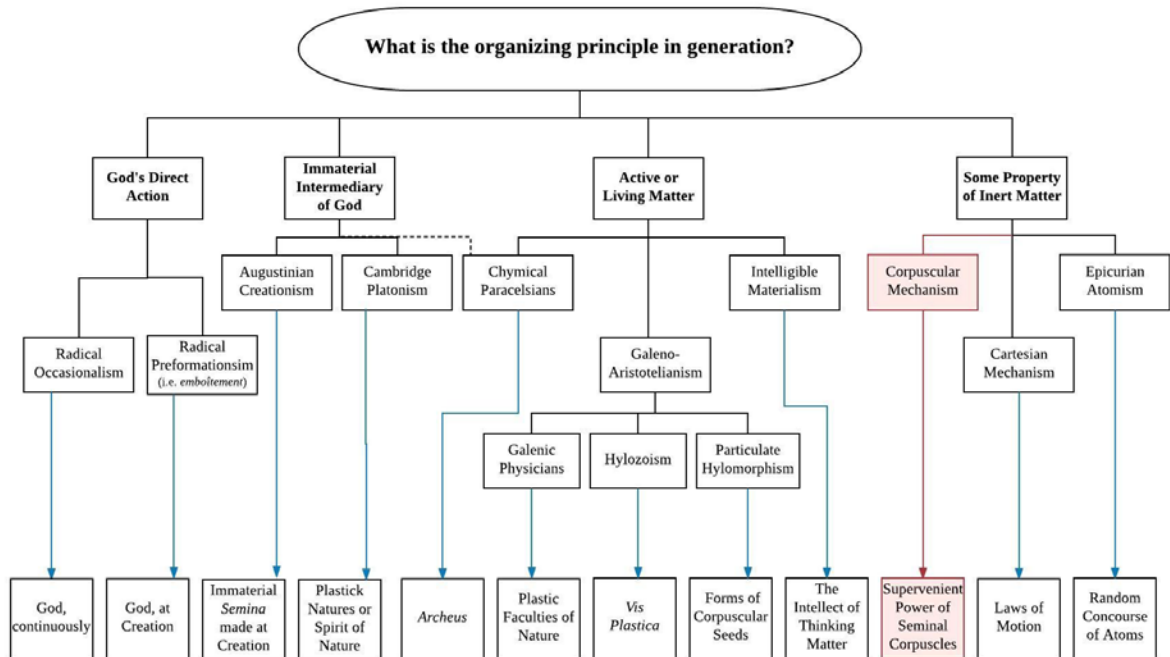 What is the organizing principle in generation?
God's Direct
Action
Immaterial
Intermediary
of God
Active or
Living Matter
Some Property
of Inert Matter
Augustinian
Creationism
Cambridge
Platonism
Chymical
Paracelsians
Intelligible
Materialism
Corpuscular
Mechanism
Epicurian
Atomism
Radical
Occasionalism
Radical
Preformationsim
(i.e. emboîtement)
Galeno-
Aristotelianism
Cartesian
Mechanism
Galenic
Physicians
Hylozoism
Particulate
Hylomorphism
God,
continuously
God, at
Creation
Immaterial
Semina
made at
Creation
Plastick
Natures or
Spirit of
Nature
Archeus
Plastic
Faculties of
Nature
Vis
Plastica
Forms of
Corpuscular
Seeds
The
Intellect of
Thinking
Matter
Supervenient
Power of
Seminal
Corpuscles
Laws of
Motion
Random
Concourse
of Atoms